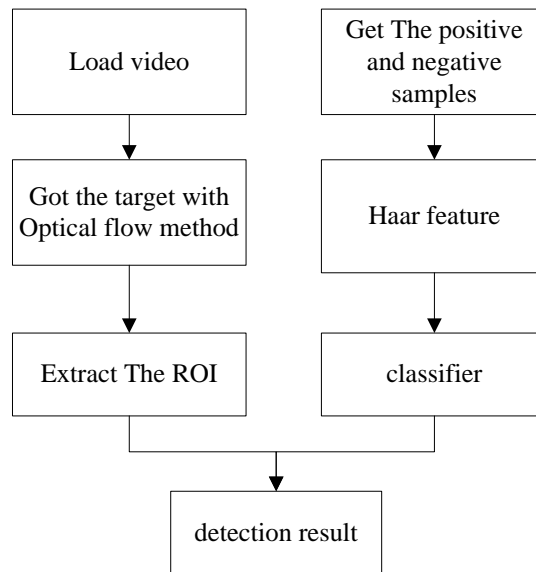 Load video
Get The positive
and negative
samples
Got the target with
Optical flow method
Haar feature
Extract The ROI
classifier
detection result